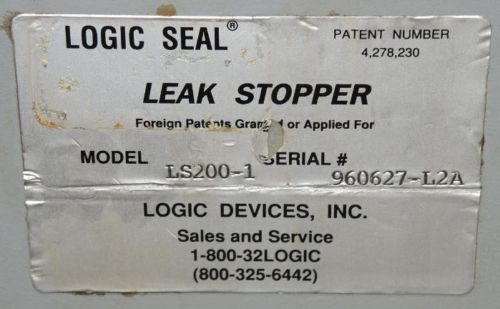 LOGIC SEAL® PATENT NUMBER
4,278,230
LEAK STOPPER
Foreign Patents Granted or Applied For
MODEL LS200-1 SERIAL # 960627-L2A
LOGIC DEVICES, INC.
Sales and Service
1-800-32LOGIC
(800-325-6442)